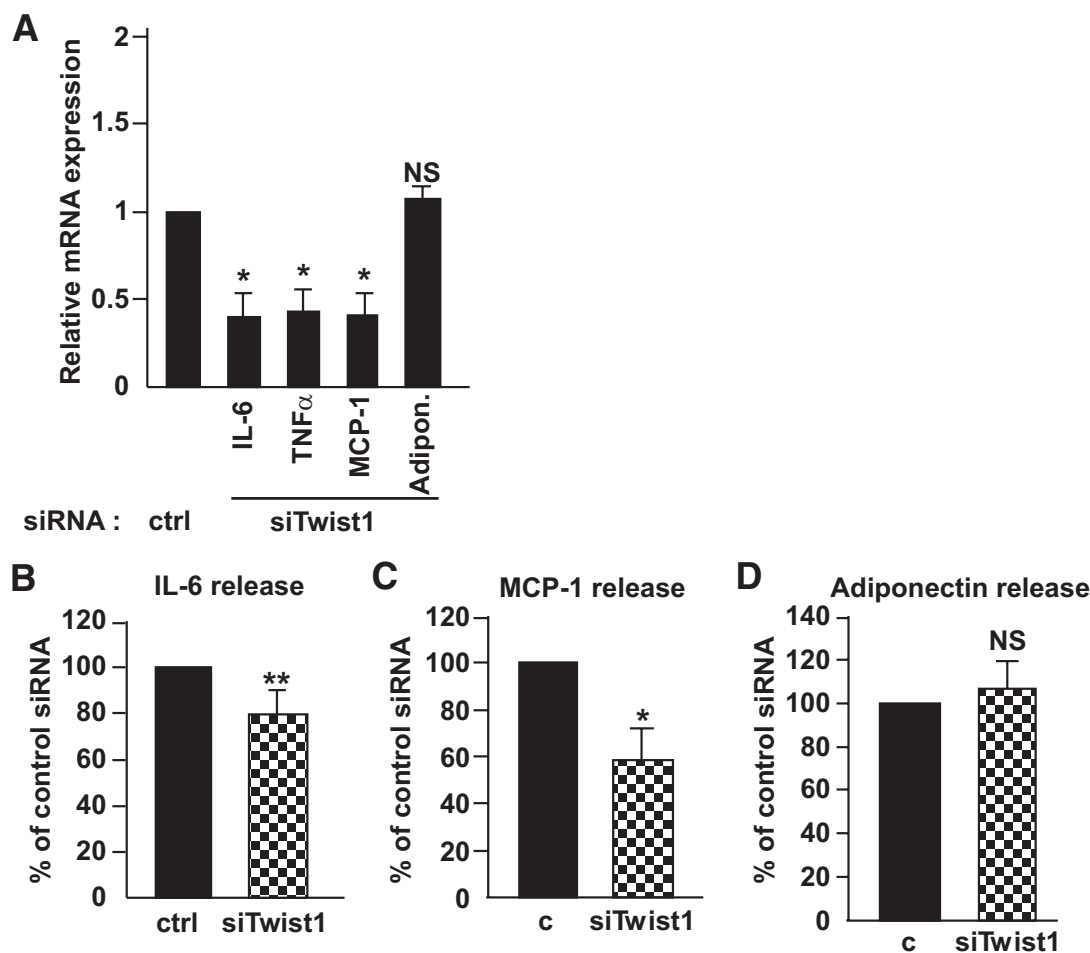 A
Relative mRNA expression
2
1.5
1
0.5
0
*
*
*
NS
IL-6
TNFα
MCP-1
Adipon.
siRNA : ctrl siTwist1
B
IL-6 release
% of control siRNA
120
100
80
60
40
20
0
**
ctrl siTwist1
C
MCP-1 release
% of control siRNA
120
100
80
60
40
20
0
*
c siTwist1
D
Adiponectin release
% of control siRNA
140
120
100
80
60
40
20
0
NS
c siTwist1